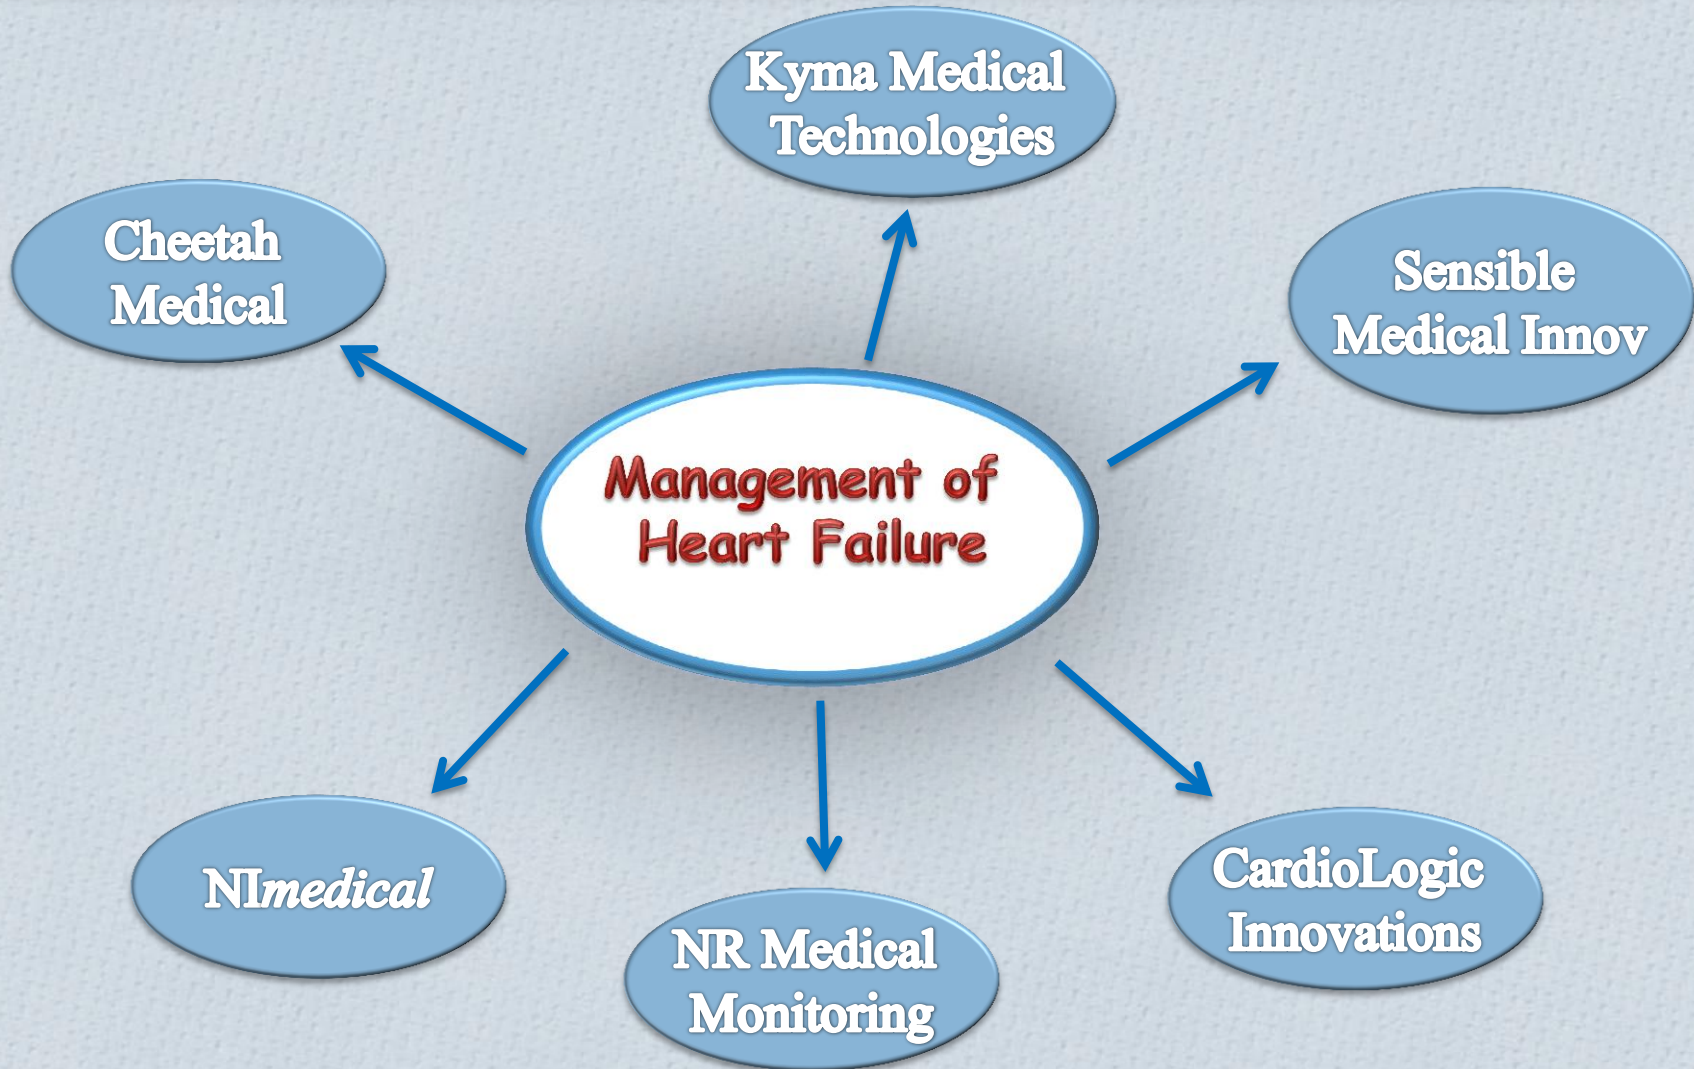 Kyma Medical
Technologies
Cheetah
Medical
Sensible
Medical Innov
Management of
Heart Failure
NImedical
CardioLogic
Innovations
NR Medical
Monitoring